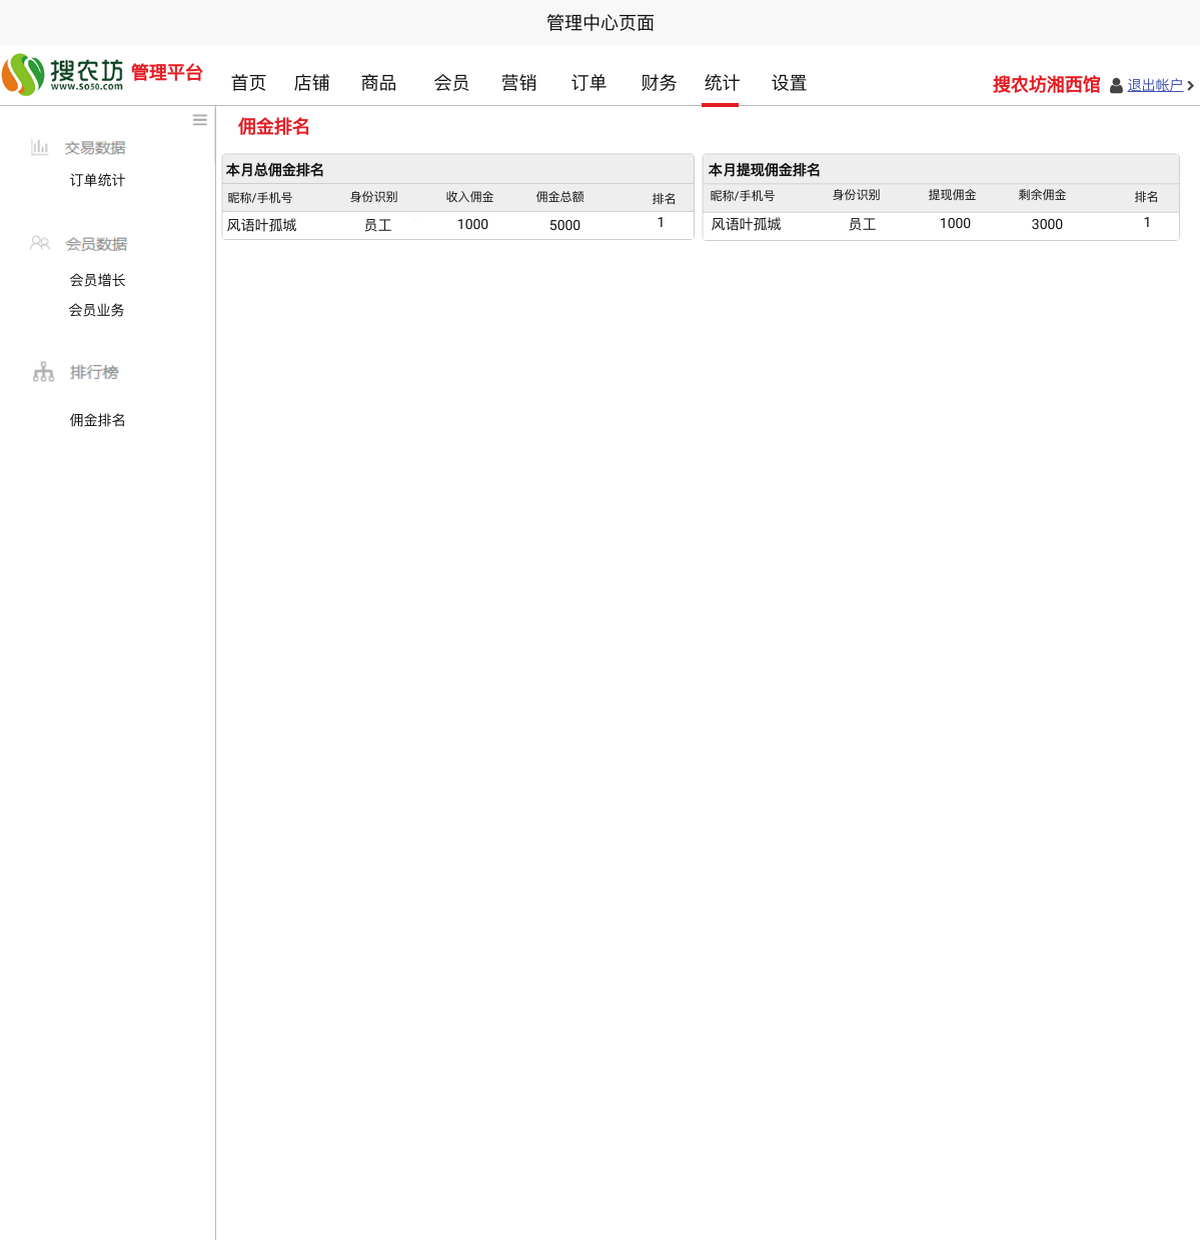 管理中心页面
搜农坊 管理平台
www.so50.com
首页 店铺 商品 会员 营销 订单 财务 统计 设置
搜农坊湘西馆 退出帐户
交易数据
订单统计
会员数据
会员增长
会员业务
排行榜
佣金排名
佣金排名
本月总佣金排名
昵称/手机号 身份识别 收入佣金 佣金总额 排名
风语叶孤城 员工 1000 5000 1
本月提现佣金排名
昵称/手机号 身份识别 提现佣金 剩余佣金 排名
风语叶孤城 员工 1000 3000 1